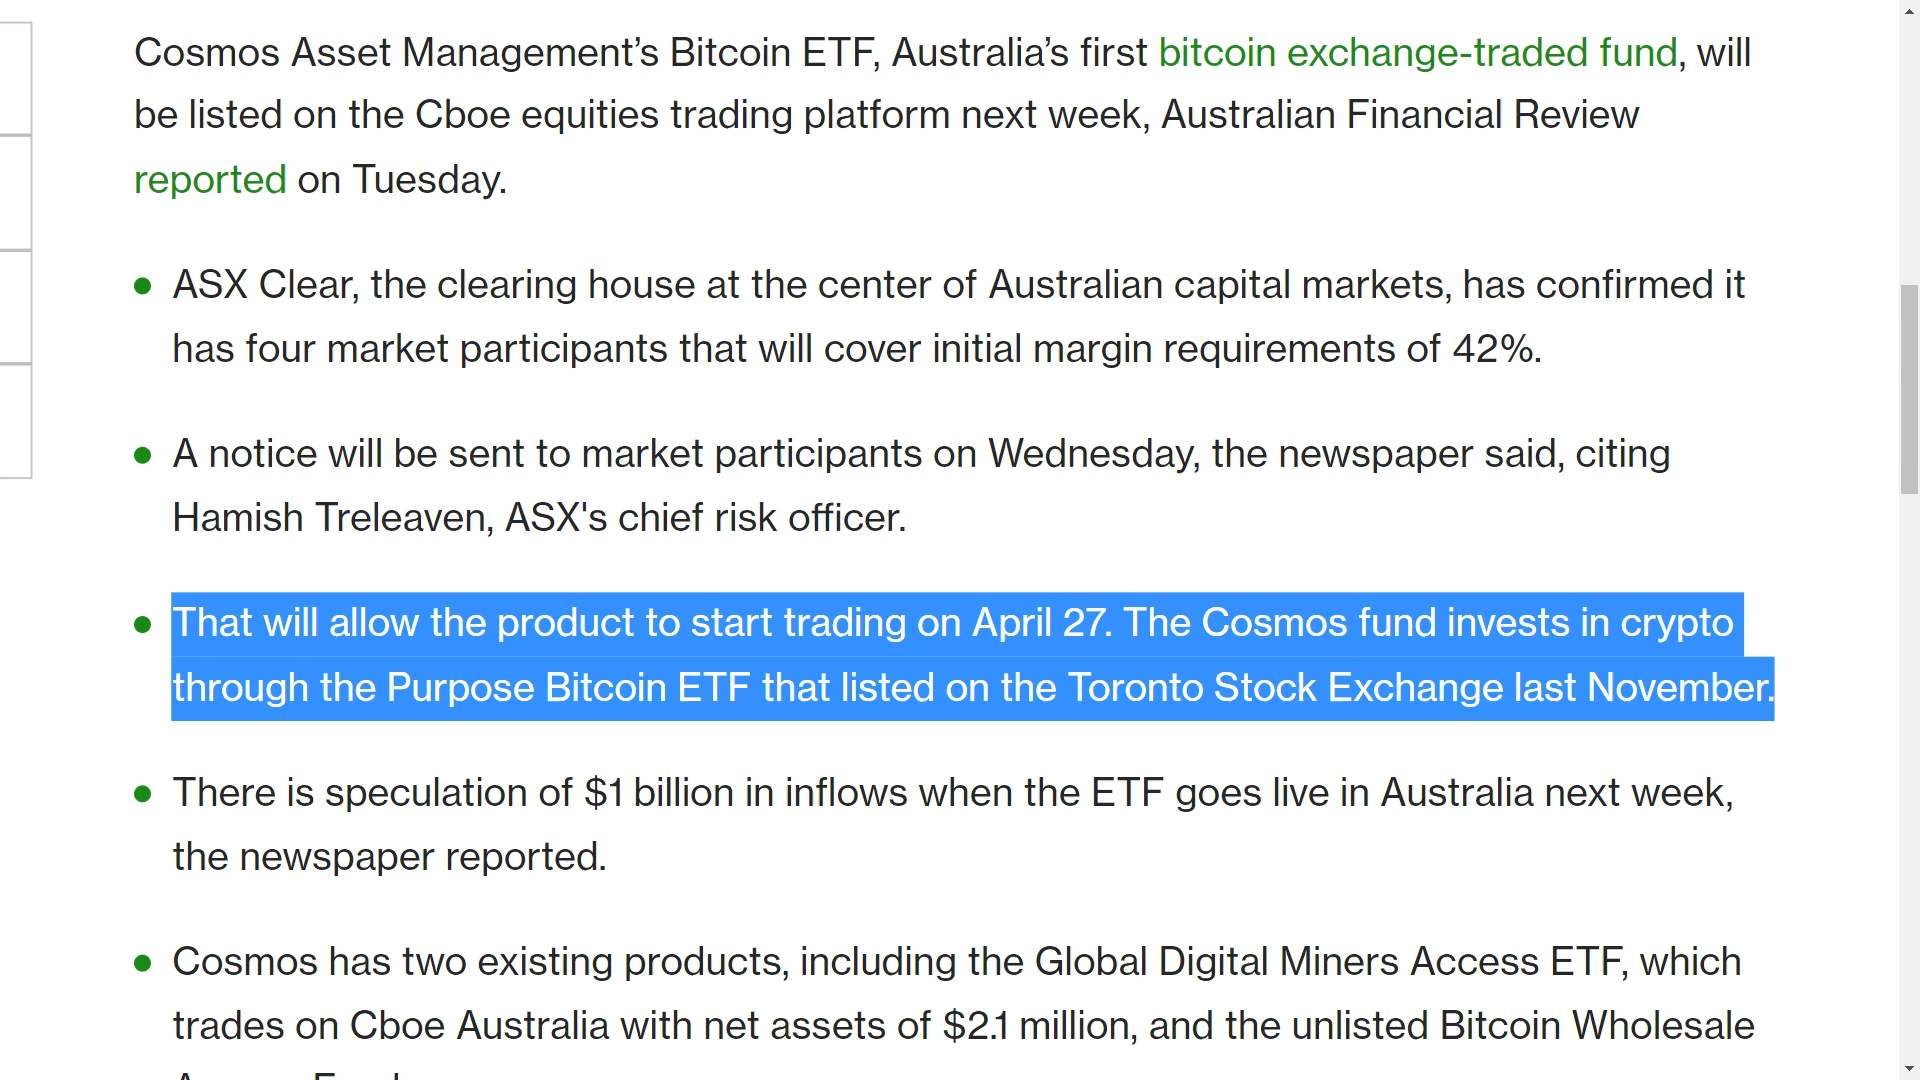 Cosmos Asset Management’s Bitcoin ETF, Australia’s first bitcoin exchange-traded fund, will
be listed on the Cboe equities trading platform next week, Australian Financial Review
reported on Tuesday.
ASX Clear, the clearing house at the center of Australian capital markets, has confirmed it
has four market participants that will cover initial margin requirements of 42%.
A notice will be sent to market participants on Wednesday, the newspaper said, citing
Hamish Treleaven, ASX's chief risk officer.
That will allow the product to start trading on April 27. The Cosmos fund invests in crypto
through the Purpose Bitcoin ETF that listed on the Toronto Stock Exchange last November.
There is speculation of $1 billion in inflows when the ETF goes live in Australia next week,
the newspaper reported.
Cosmos has two existing products, including the Global Digital Miners Access ETF, which
trades on Cboe Australia with net assets of $2.1 million, and the unlisted Bitcoin Wholesale